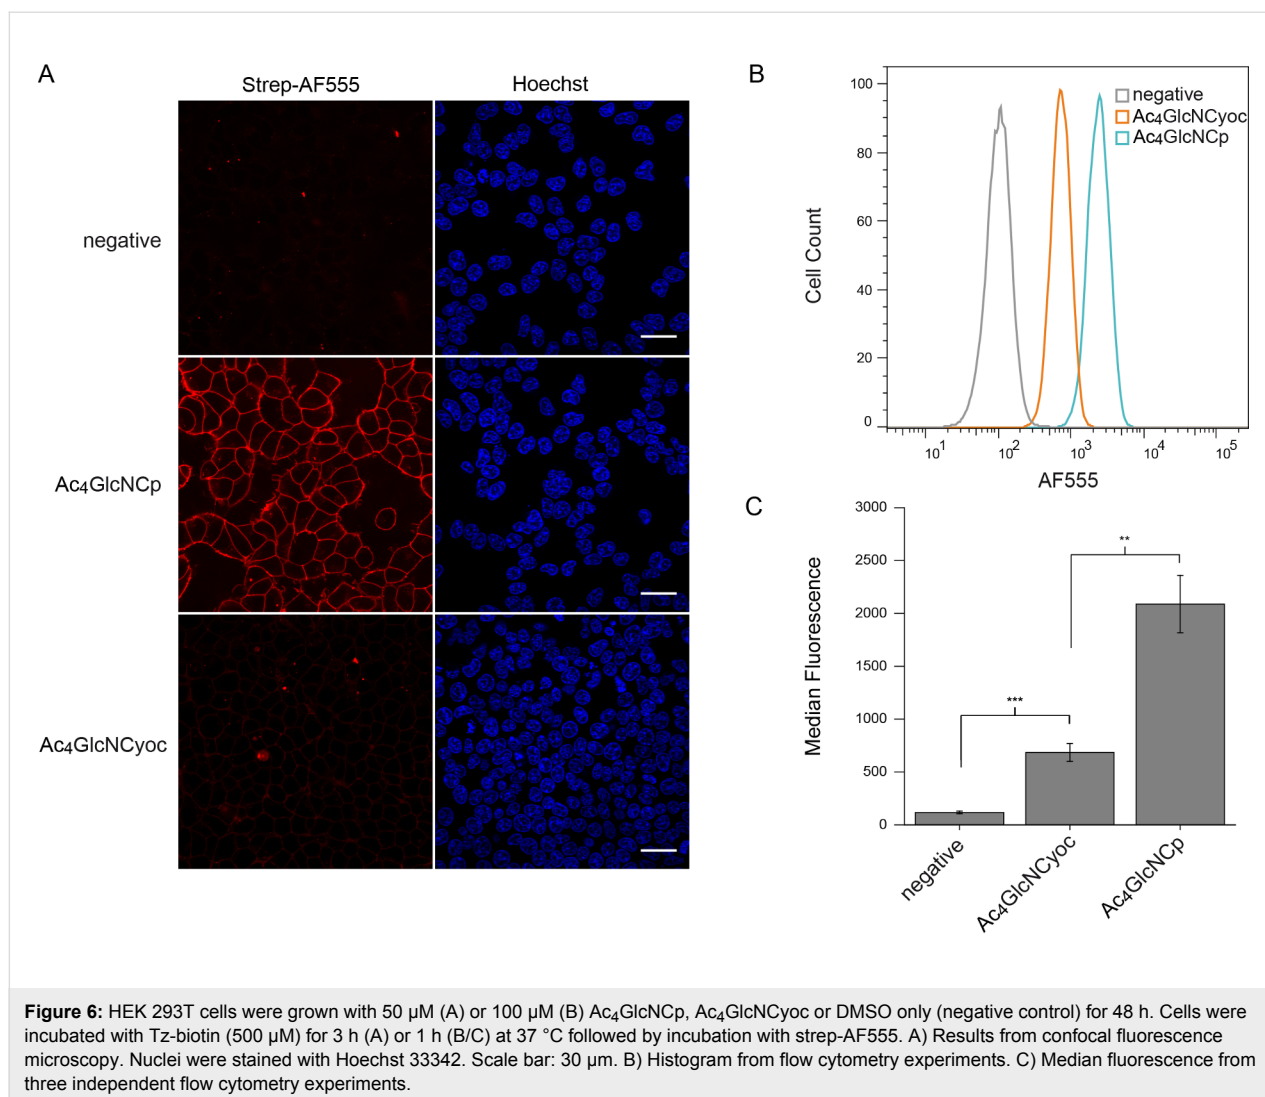 A
Strep-AF555
Hoechst
negative
Ac4GlcNCp
Ac4GlcNCyoc
B
100
80
60
40
20
0
Cell Count
negative
Ac4GlcNCyoc
Ac4GlcNCp
10^1 10^2 10^3 10^4 10^5
AF555
C
3000
2500
2000
1500
1000
500
0
Median Fluorescence
***
**
negative
Ac4GlcNCyoc
Ac4GlcNCp
Figure 6: HEK 293T cells were grown with 50 µM (A) or 100 µM (B) Ac4GlcNCp, Ac4GlcNCyoc or DMSO only (negative control) for 48 h. Cells were
incubated with Tz-biotin (500 µM) for 3 h (A) or 1 h (B/C) at 37 °C followed by incubation with strep-AF555. A) Results from confocal fluorescence
microscopy. Nuclei were stained with Hoechst 33342. Scale bar: 30 µm. B) Histogram from flow cytometry experiments. C) Median fluorescence from
three independent flow cytometry experiments.